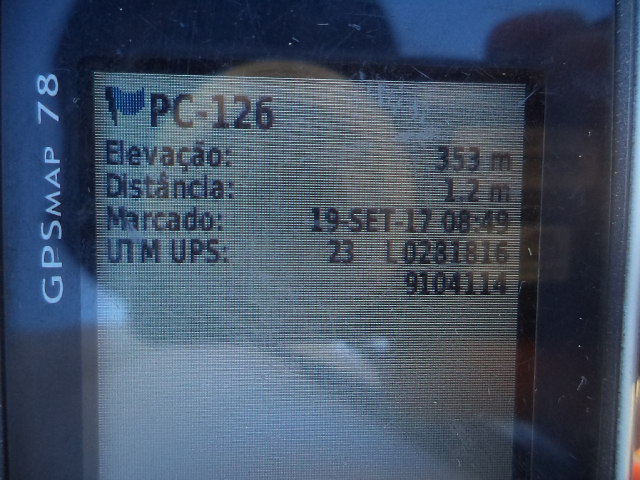 GPSMAP 78
PC-126
Elevação: 353 m
Distância: 1.2 m
Marcado: 19-SET-17 08:49
UTM UPS: 23 L 0281816
9104114